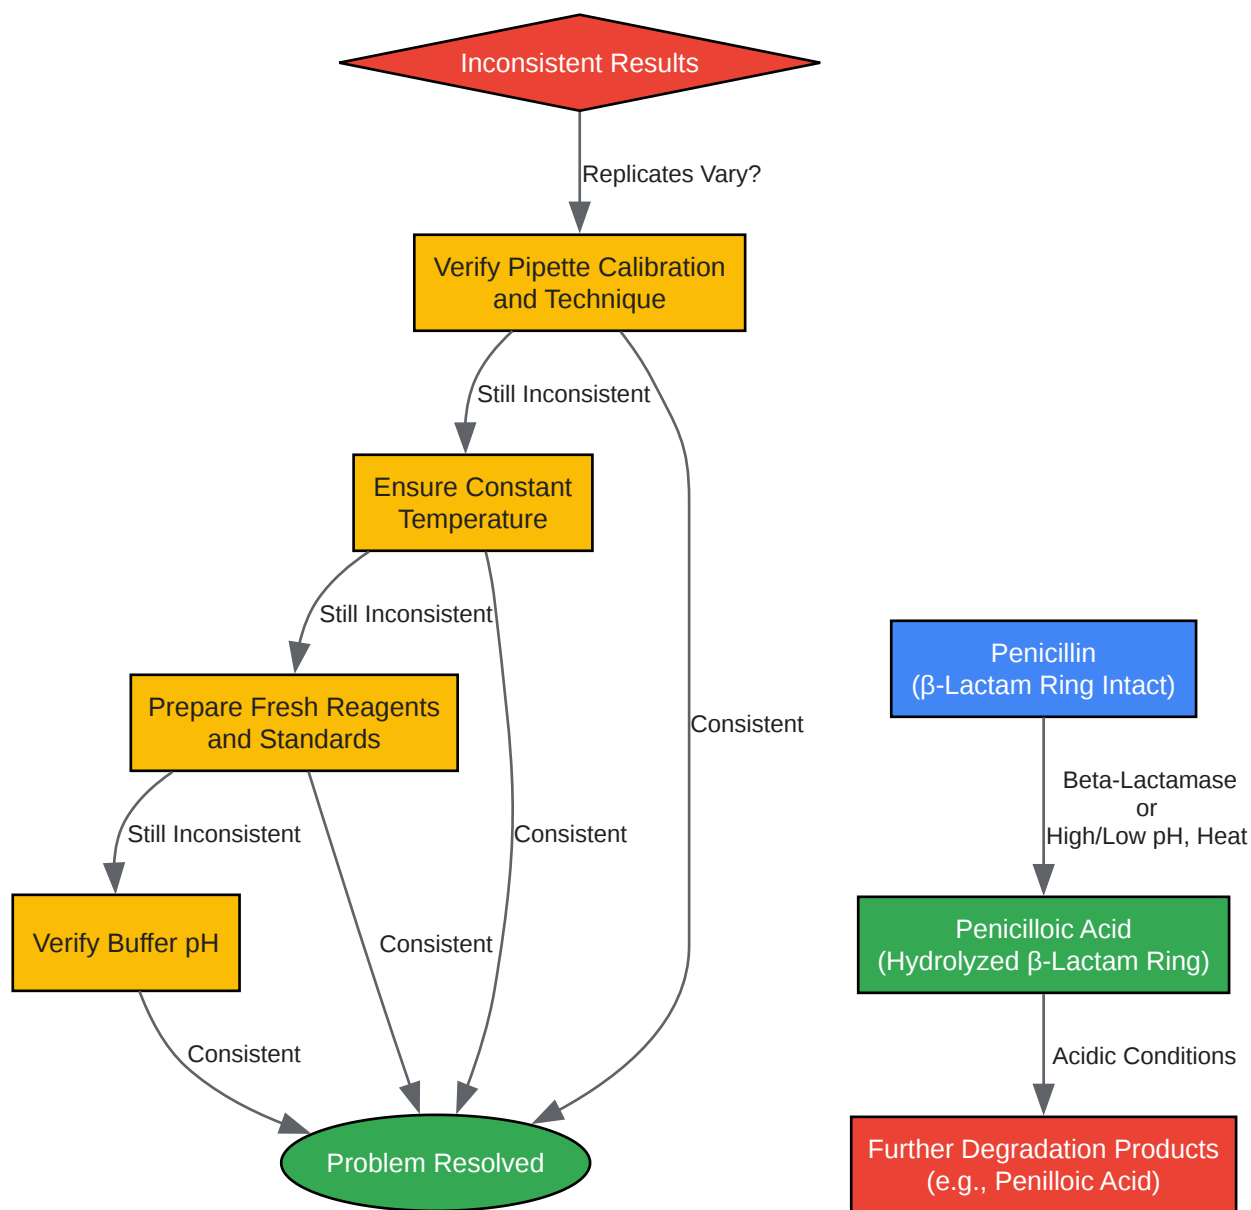 Inconsistent Results
Replicates Vary?
Verify Pipette Calibration
and Technique
Still Inconsistent
Ensure Constant
Temperature
Still Inconsistent
Consistent
Prepare Fresh Reagents
and Standards
Still Inconsistent
Consistent
Verify Buffer pH
Consistent
Consistent
Problem Resolved
Penicillin
(β-Lactam Ring Intact)
Beta-Lactamase
or
High/Low pH, Heat
Penicilloic Acid
(Hydrolyzed β-Lactam Ring)
Acidic Conditions
Further Degradation Products
(e.g., Penilloic Acid)